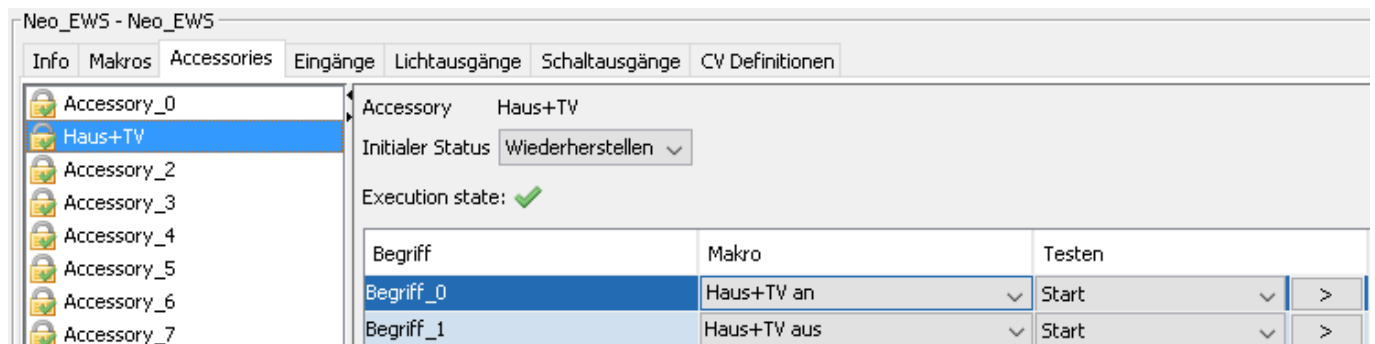 Neo_EWS - Neo_EWS
Info Makros Accessories Eingänge Lichtausgänge Schaltausgänge CV Definitionen
Accessory_0
Haus+TV
Accessory_2
Accessory_3
Accessory_4
Accessory_5
Accessory_6
Accessory_7
Accessory Haus+TV
Initialer Status Wiederherstellen
Execution state:
Begriff Makro Testen
Begriff_0 Haus+TV an Start >
Begriff_1 Haus+TV aus Start >